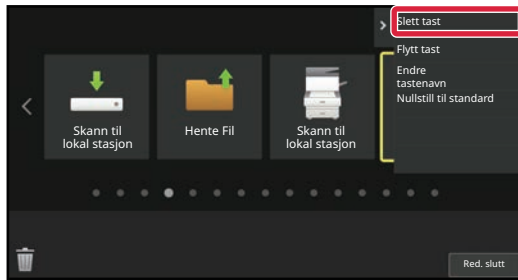 Slett tast
Flytt tast
Endre
tastenavn
Nullstill til standard
Skann til
lokal stasjon
Hente Fil
Skann til
lokal stasjon
Red. slutt